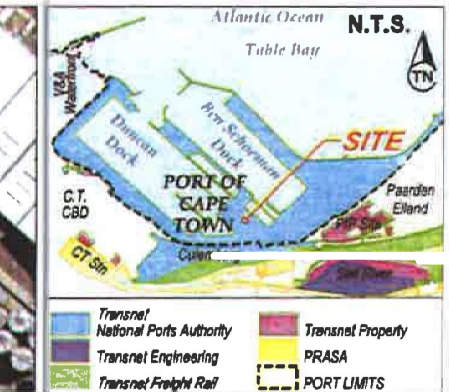 Atlantic Ocean
N.T.S.
Table Bay
TN
V&A
Waterfront
Duncan
Dock
Ben Schoeman
Dock
SITE
PORT OF
CAPE
TOWN
C.T.
CBD
Paarden
Eiland
CT Stn
Salt River
Transnet
National Ports Authority
Transnet Property
Transnet Engineering
PRASA
Transnet Freight Rail
PORT LIMITS